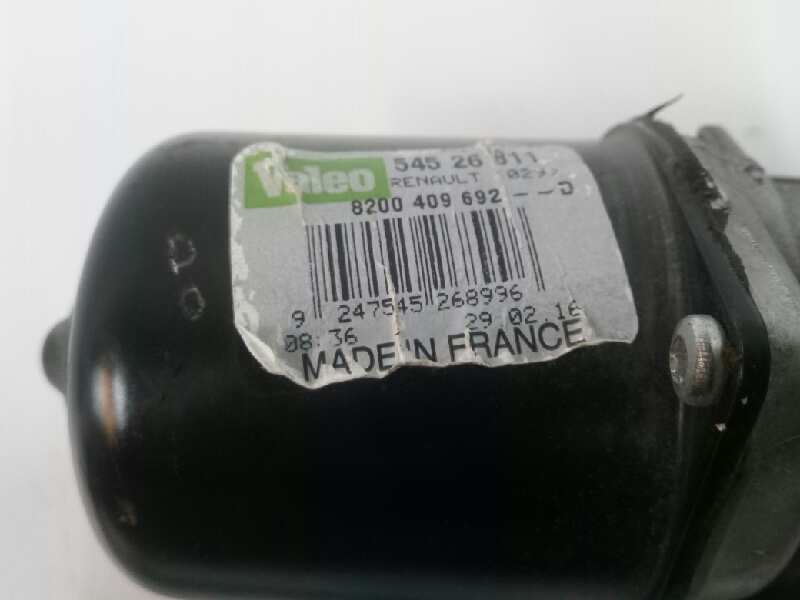 Valeo 545 26 811
RENAULT
8200 409 692 -- D
9 247545 268996
08:36 29.02.16
MADE IN FRANCE